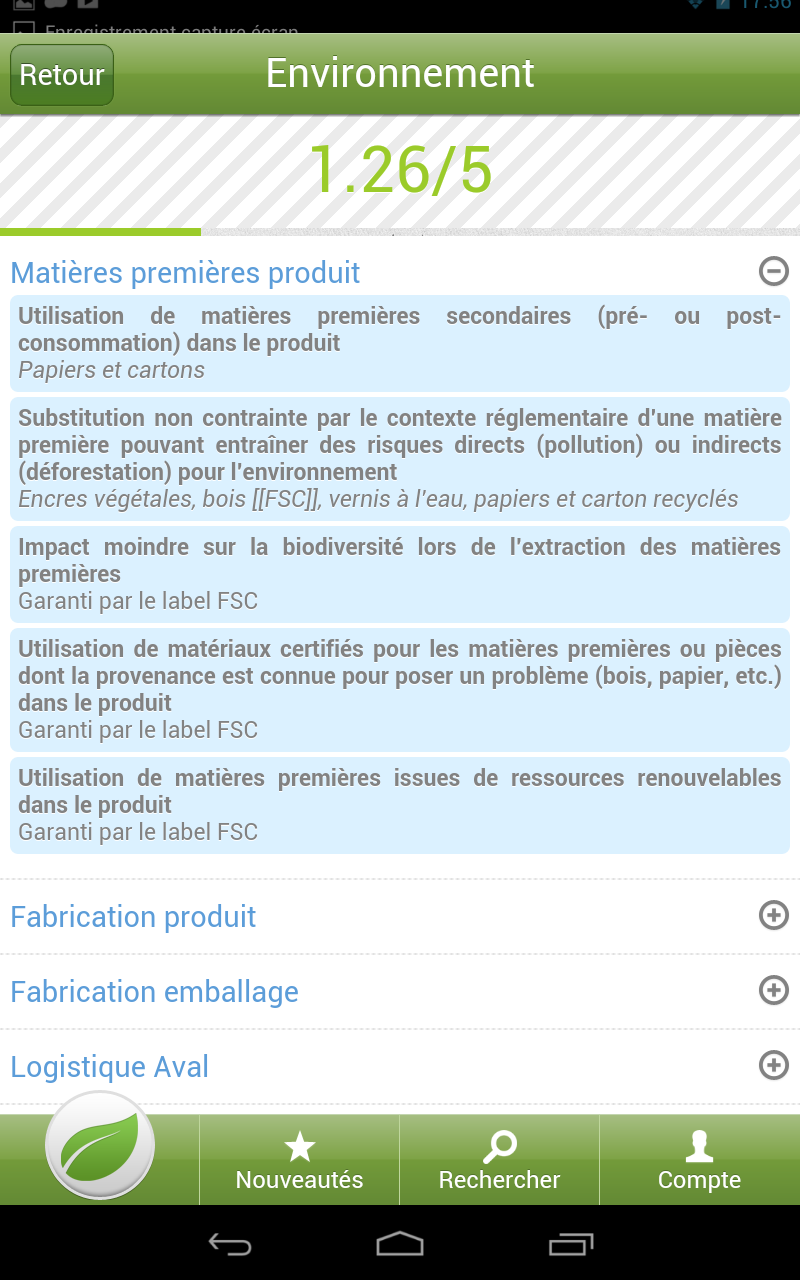 17:56
Enregistrement capture écran
Retour
Environnement
1.26/5
Matières premières produit
Utilisation de matières premières secondaires (pré- ou post-
consommation) dans le produit
Papiers et cartons
Substitution non contrainte par le contexte réglementaire d'une matière
première pouvant entraîner des risques directs (pollution) ou indirects
(déforestation) pour l'environnement
Encres végétales, bois [[FSC]], vernis à l'eau, papiers et carton recyclés
Impact moindre sur la biodiversité lors de l'extraction des matières
premières
Garanti par le label FSC
Utilisation de matériaux certifiés pour les matières premières ou pièces
dont la provenance est connue pour poser un problème (bois, papier, etc.)
dans le produit
Garanti par le label FSC
Utilisation de matières premières issues de ressources renouvelables
dans le produit
Garanti par le label FSC
Fabrication produit
Fabrication emballage
Logistique Aval
Nouveautés
Rechercher
Compte